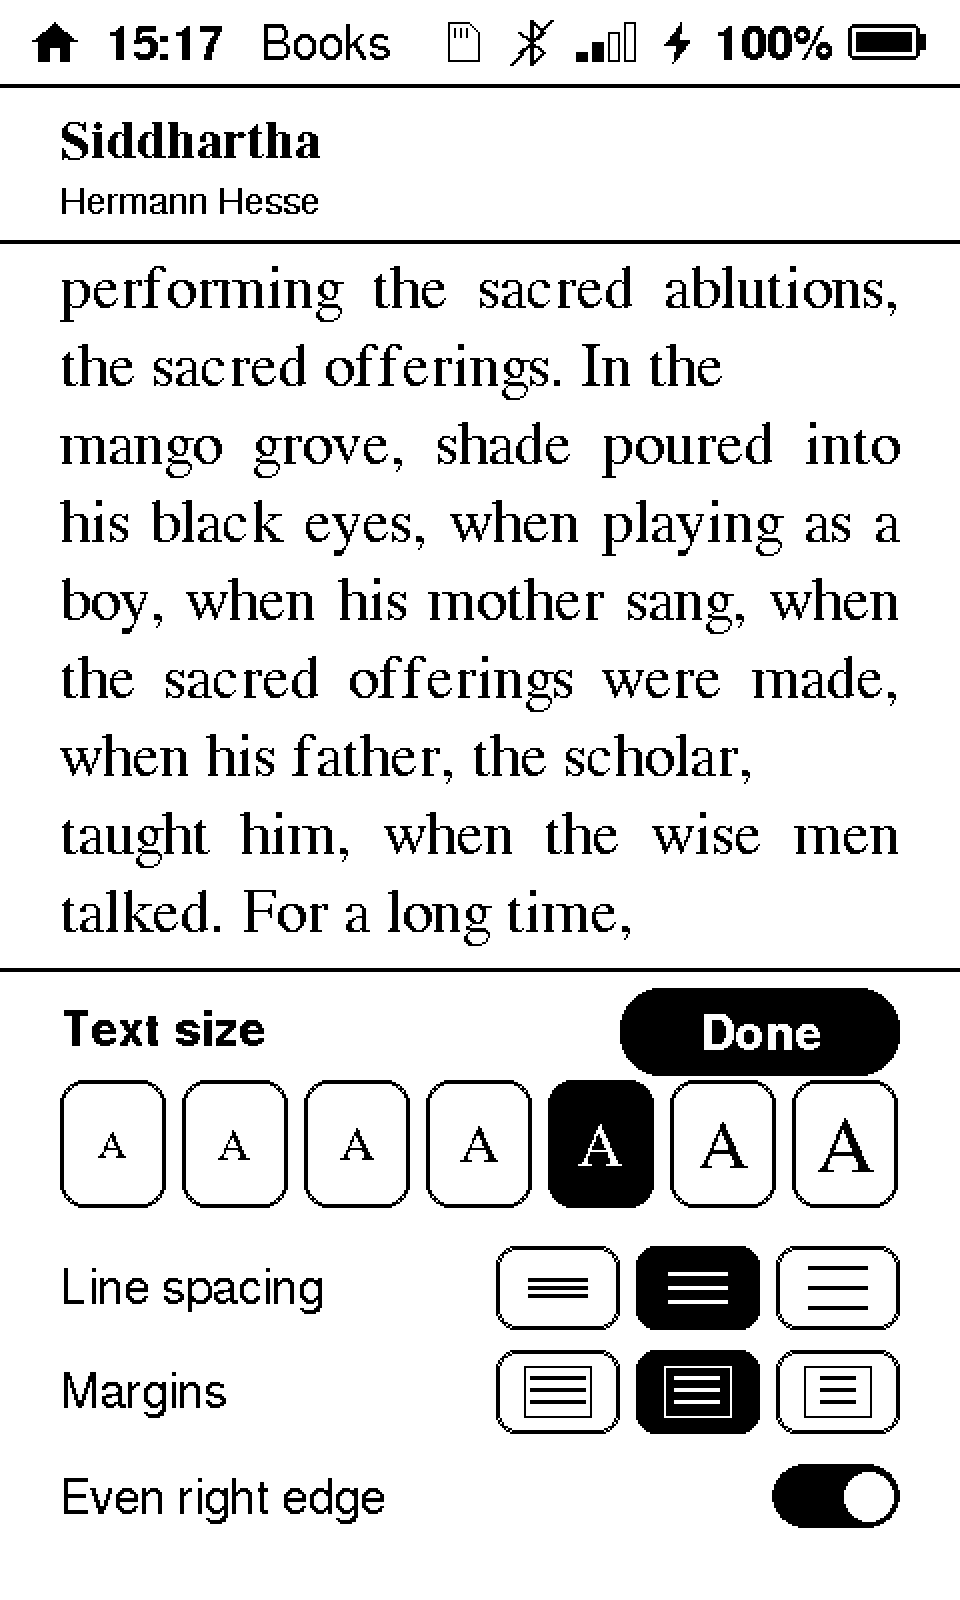 15:17 Books 100%
Siddhartha
Hermann Hesse
performing the sacred ablutions,
the sacred offerings. In the
mango grove, shade poured into
his black eyes, when playing as a
boy, when his mother sang, when
the sacred offerings were made,
when his father, the scholar,
taught him, when the wise men
talked. For a long time,
Text size Done
A A A A A A A
Line spacing
Margins
Even right edge